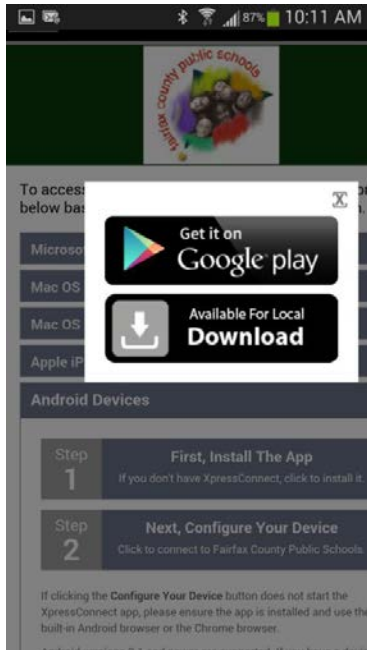 87% 10:11 AM
fairfax county public schools
To access
below bas
X
Get it on
Google play
Available For Local
Download
Microso
Mac OS
Mac OS
Apple iP
Android Devices
Step
1
First, Install The App
If you don't have XpressConnect, click to install it.
Step
2
Next, Configure Your Device
Click to connect to Fairfax County Public Schools.
If clicking the Configure Your Device button does not start the
XpressConnect app, please ensure the app is installed and use the
built-in Android browser or the Chrome browser.